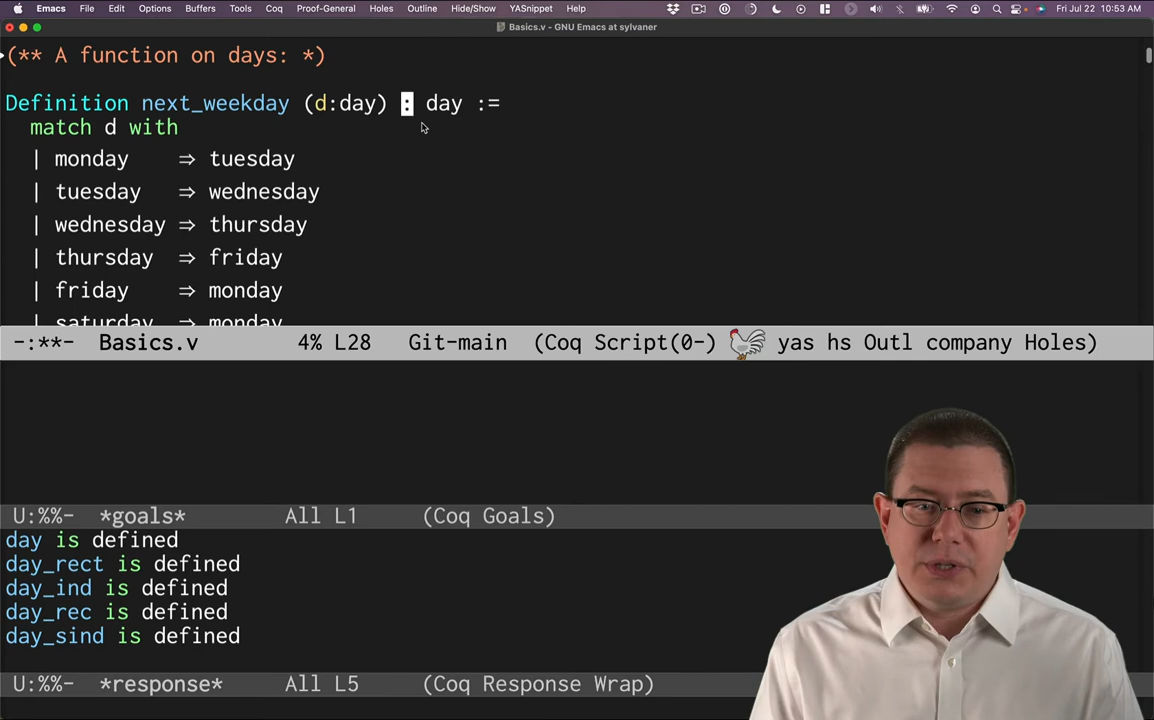 Emacs File Edit Options Buffers Tools Coq Proof-General Holes Outline Hide/Show YASnippet Help Fri Jul 22 10:53 AM
Basics.v - GNU Emacs at sylvaner
(** A function on days: *)
Definition next_weekday (d:day) : day :=
match d with
| monday ⇒ tuesday
| tuesday ⇒ wednesday
| wednesday ⇒ thursday
| thursday ⇒ friday
| friday ⇒ monday
| saturday ⇒ monday
-:**- Basics.v 4% L28 Git-main (Coq Script(0-) yas hs Outl company Holes)
U:%%- *goals* All L1 (Coq Goals)
day is defined
day_rect is defined
day_ind is defined
day_rec is defined
day_sind is defined
U:%%- *response* All L5 (Coq Response Wrap)